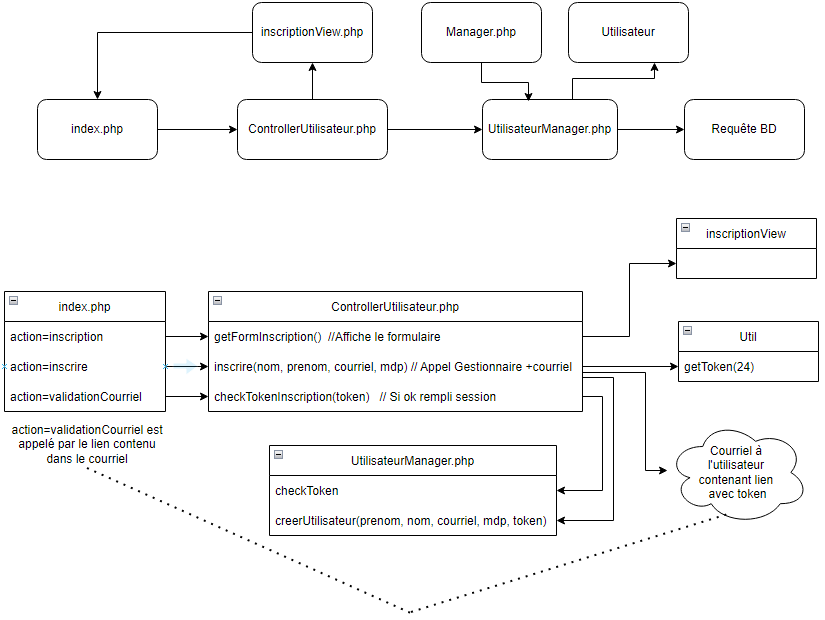 inscriptionView.php
Manager.php
Utilisateur
index.php
ControllerUtilisateur.php
UtilisateurManager.php
Requête BD
inscriptionView
index.php
action=inscription
action=inscrire
action=validationCourriel
ControllerUtilisateur.php
getFormInscription()  //Affiche le formulaire
inscrire(nom, prenom, courriel, mdp) // Appel Gestionnaire +courriel
checkTokenInscription(token)   // Si ok rempli session
Util
getToken(24)
action=validationCourriel est
appelé par le lien contenu
dans le courriel
UtilisateurManager.php
checkToken
creerUtilisateur(prenom, nom, courriel, mdp, token)
Courriel à
l'utilisateur
contenant lien
avec token